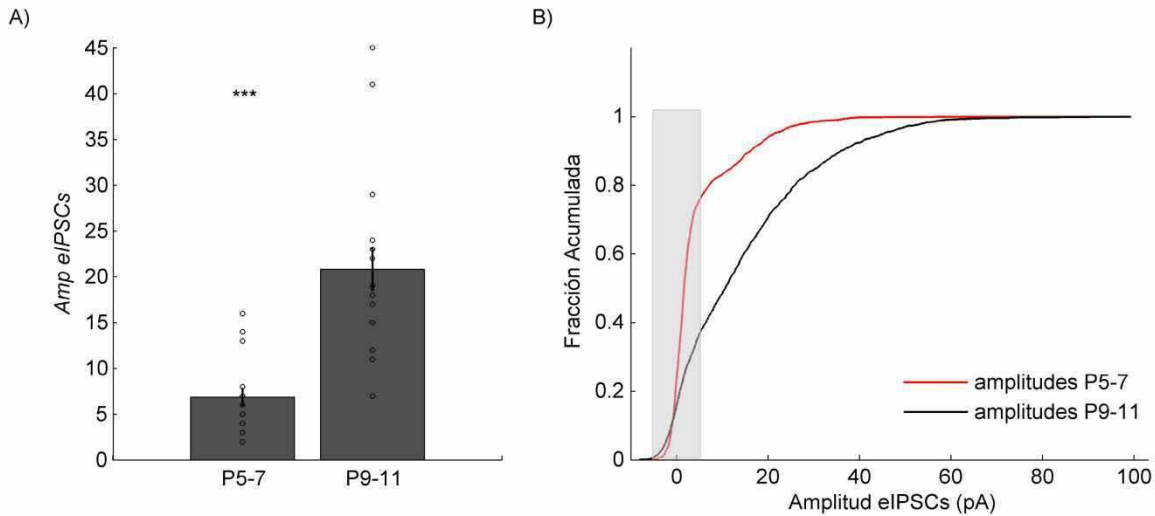 A)
Amp eIPSCs
45
40
35
30
25
20
15
10
5
0
***
P5-7
P9-11
B)
Fracción Acumulada
1
0.8
0.6
0.4
0.2
0
amplitudes P5-7
amplitudes P9-11
0 20 40 60 80 100
Amplitud eIPSCs (pA)